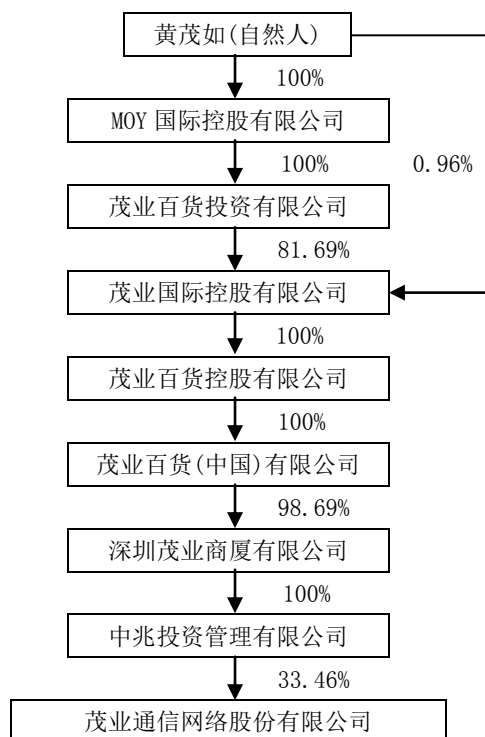 黄茂如(自然人)
100%
MOY 国际控股有限公司
100%
0.96%
茂业百货投资有限公司
81.69%
茂业国际控股有限公司
100%
茂业百货控股有限公司
100%
茂业百货(中国)有限公司
98.69%
深圳茂业商厦有限公司
100%
中兆投资管理有限公司
33.46%
茂业通信网络股份有限公司